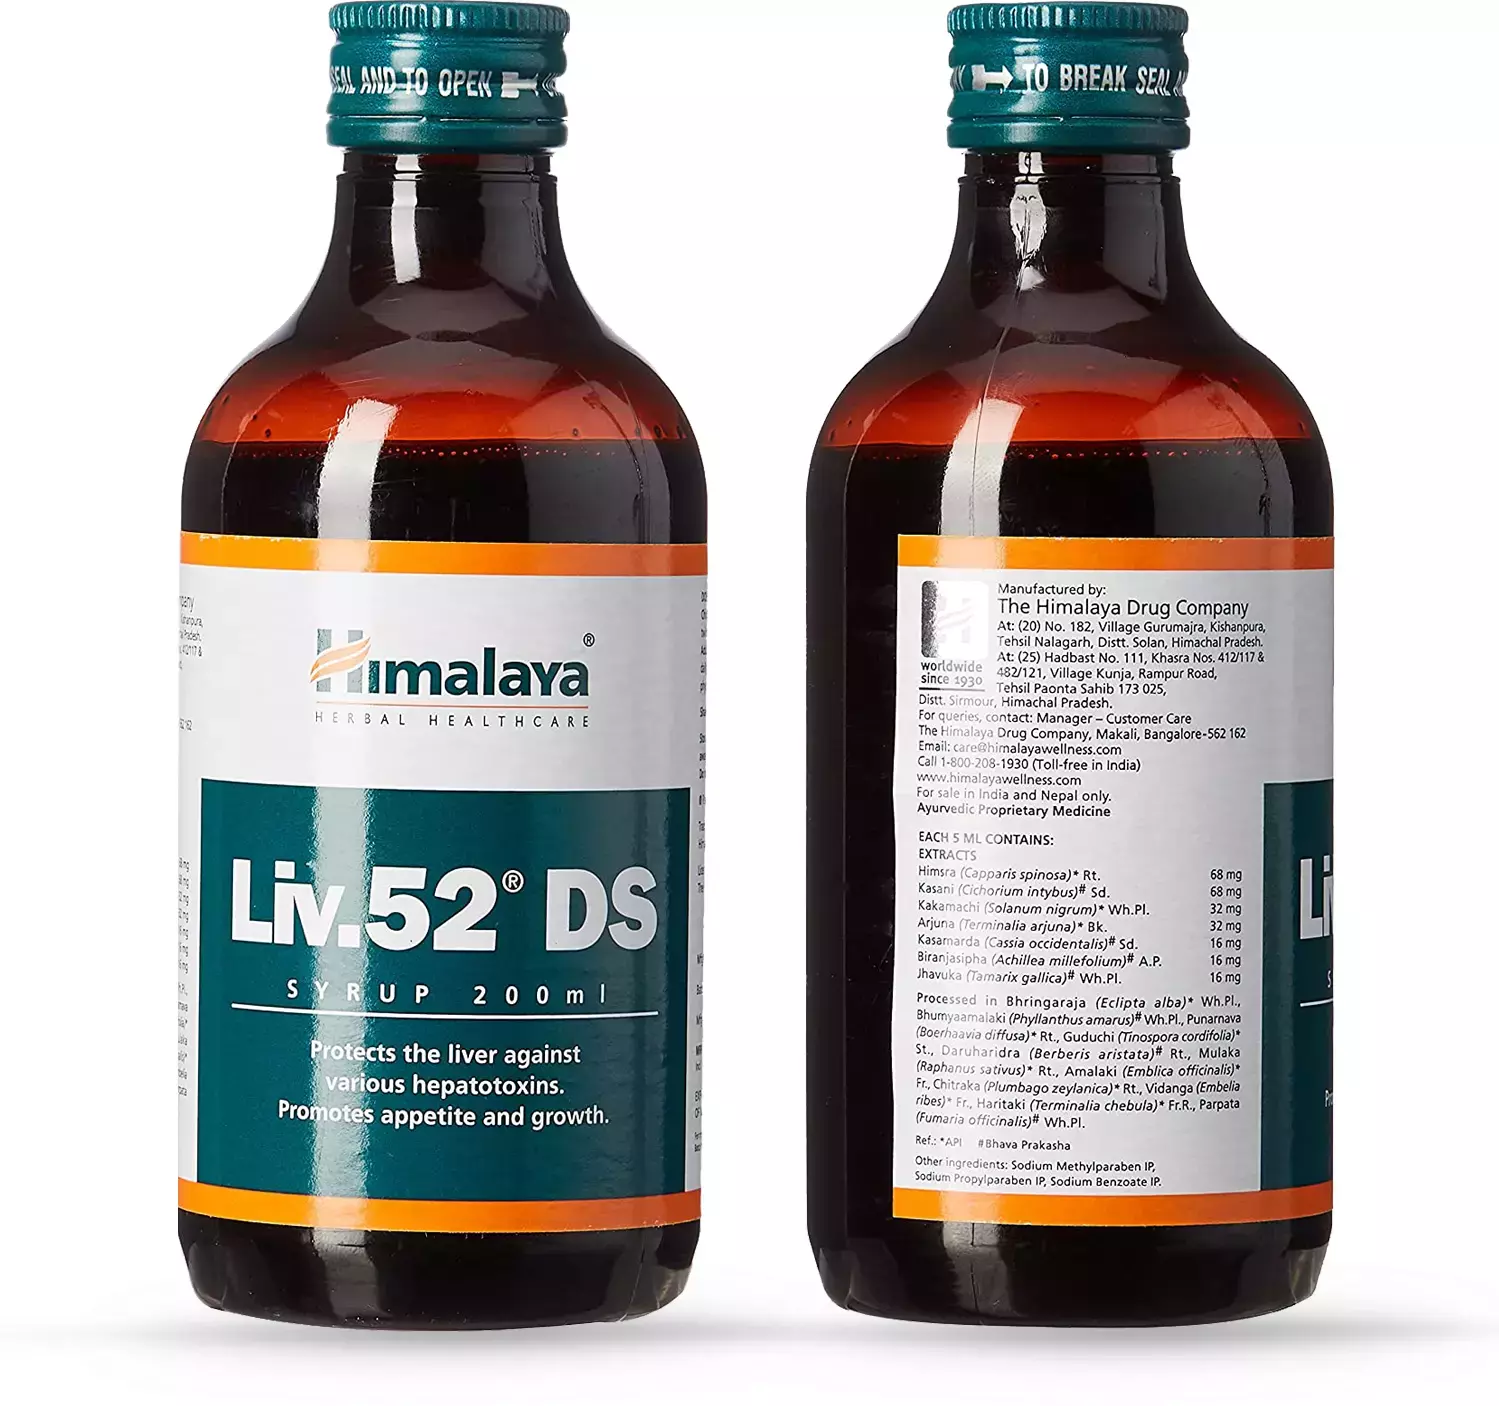 SEAL AND TO OPEN
Himalaya®
HERBAL HEALTHCARE
Liv.52® DS
SYRUP 200ml
Protects the liver against
various hepatotoxins.
Promotes appetite and growth.
TO BREAK SEAL
worldwide
since 1930
Manufactured by:
The Himalaya Drug Company
At: (20) No. 182, Village Gurumajra, Kishanpura,
Tehsil Nalagarh, Distt. Solan, Himachal Pradesh.
At: (25) Hadbast No. 111, Khasra Nos. 412/117 &
482/121, Village Kunja, Rampur Road,
Tehsil Paonta Sahib 173 025,
Distt. Sirmour, Himachal Pradesh.
For queries, contact: Manager – Customer Care
The Himalaya Drug Company, Makali, Bangalore-562 162
Email: care@himalayawellness.com
Call 1-800-208-1930 (Toll-free in India)
www.himalayawellness.com
For sale in India and Nepal only.
Ayurvedic Proprietary Medicine
EACH 5 ML CONTAINS:
EXTRACTS
Himsra (Capparis spinosa)* Rt. 68 mg
Kasani (Cichorium intybus)# Sd. 68 mg
Kakamachi (Solanum nigrum)* Wh.Pl. 32 mg
Arjuna (Terminalia arjuna)* Bk. 32 mg
Kasamarda (Cassia occidentalis)# Sd. 16 mg
Biranjasipha (Achillea millefolium)# A.P. 16 mg
Jhavuka (Tamarix gallica)# Wh.Pl. 16 mg
Processed in Bhringaraja (Eclipta alba)* Wh.Pl.,
Bhumyaamalaki (Phyllanthus amarus)# Wh.Pl., Punarnava
(Boerhaavia diffusa)* Rt., Guduchi (Tinospora cordifolia)*
St., Daruharidra (Berberis aristata)# Rt., Mulaka
(Raphanus sativus)* Rt., Amalaki (Emblica officinalis)*
Fr., Chitraka (Plumbago zeylanica)* Rt., Vidanga (Embelia
ribes)* Fr., Haritaki (Terminalia chebula)* Fr.R., Parpata
(Fumaria officinalis)# Wh.Pl.
Ref.: *API #Bhava Prakasha
Other ingredients: Sodium Methylparaben IP,
Sodium Propylparaben IP, Sodium Benzoate IP.